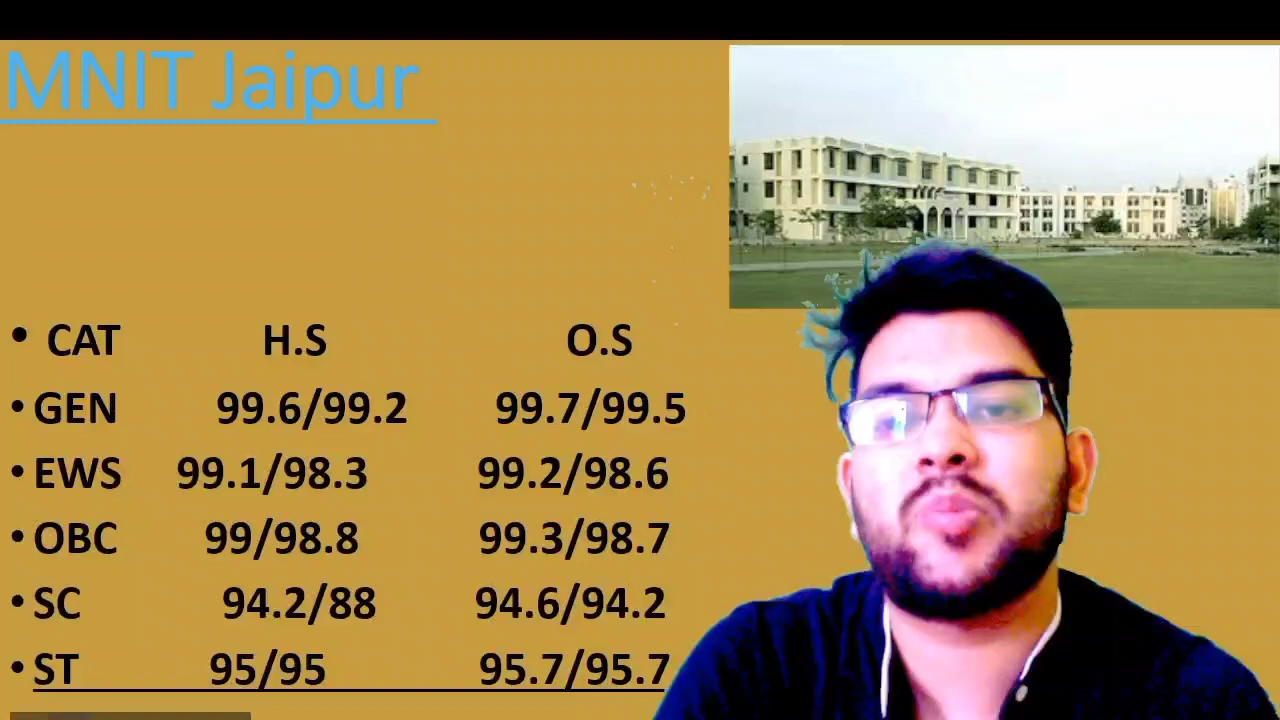 MNIT Jaipur
• CAT H.S O.S
• GEN 99.6/99.2 99.7/99.5
• EWS 99.1/98.3 99.2/98.6
• OBC 99/98.8 99.3/98.7
• SC 94.2/88 94.6/94.2
• ST 95/95 95.7/95.7